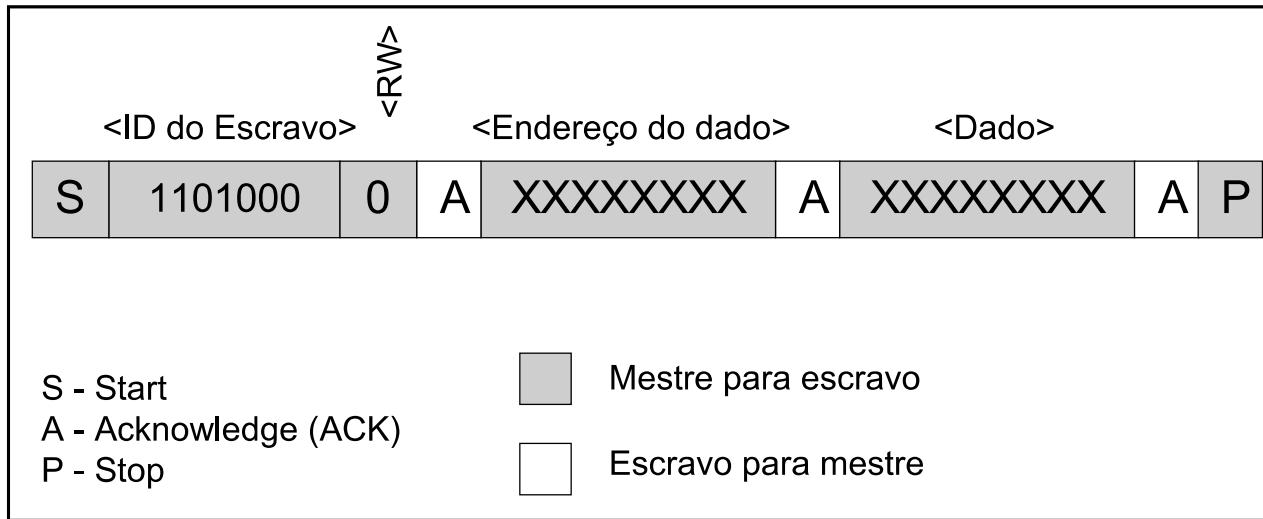 <RW>
<ID do Escravo> <Endereço do dado> <Dado>
S 1101000 0 A XXXXXXXX A XXXXXXXX A P
S - Start
A - Acknowledge (ACK)
P - Stop
Mestre para escravo
Escravo para mestre